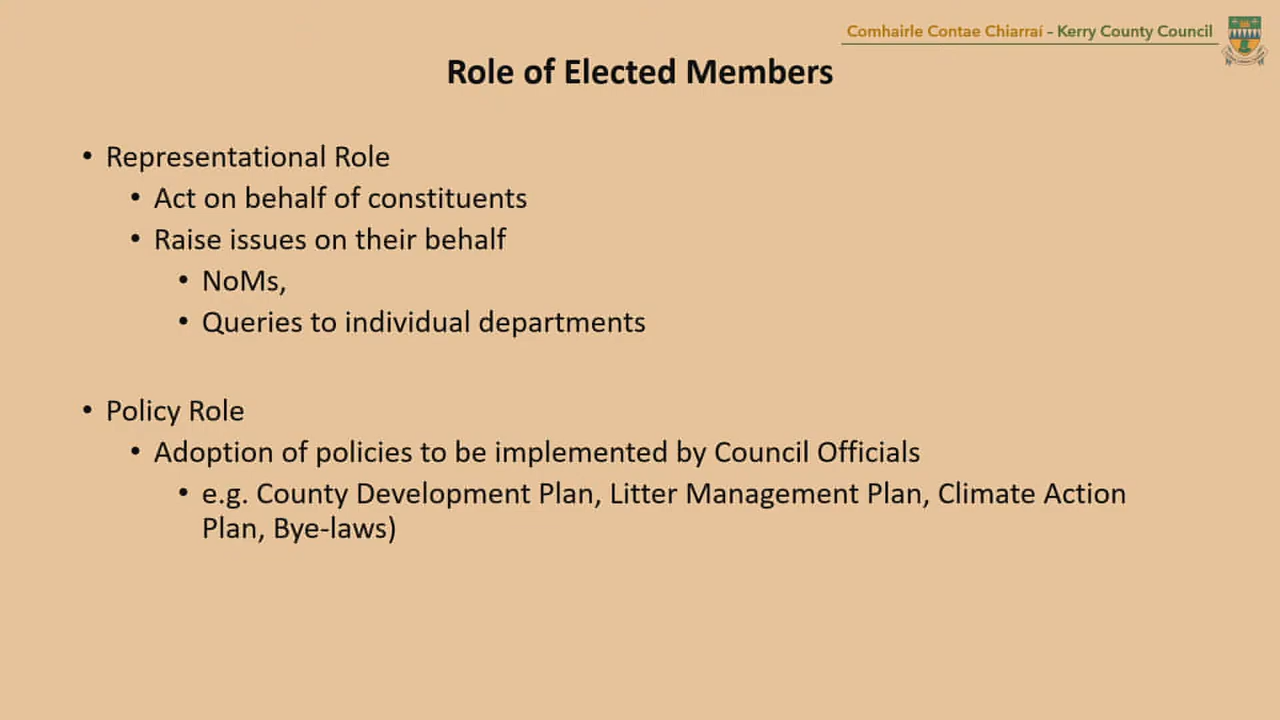 Comhairle Contae Chiarraí – Kerry County Council
Role of Elected Members
• Representational Role
• Act on behalf of constituents
• Raise issues on their behalf
• NoMs,
• Queries to individual departments
• Policy Role
• Adoption of policies to be implemented by Council Officials
• e.g. County Development Plan, Litter Management Plan, Climate Action
Plan, Bye-laws)